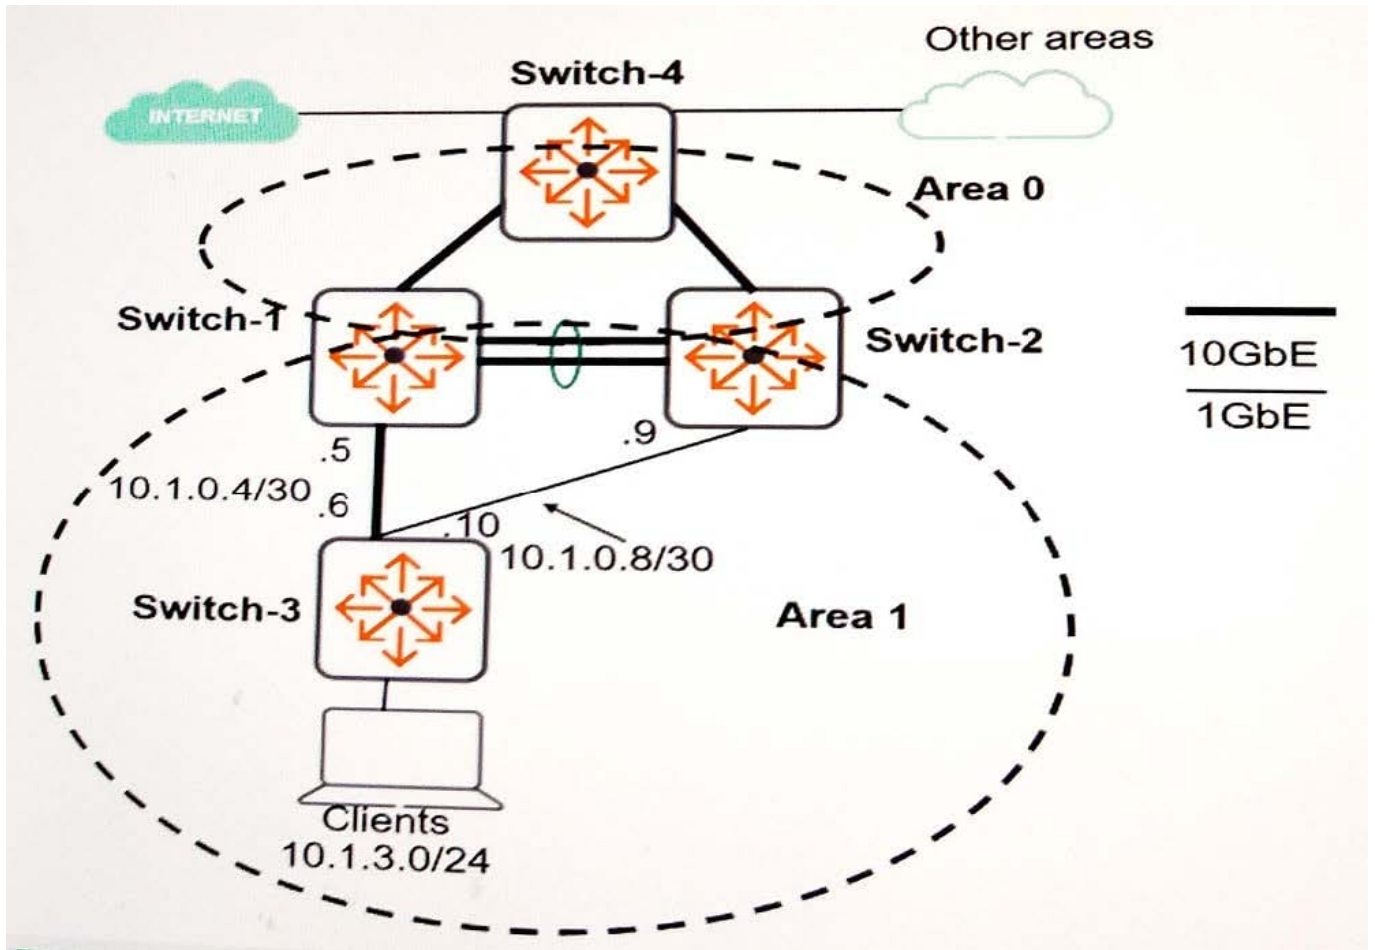 Other areas
Switch-4
INTERNET
Area 0
Switch-1
Switch-2
10GbE
1GbE
.5
.9
10.1.0.4/30
.6
.10
10.1.0.8/30
Switch-3
Area 1
Clients
10.1.3.0/24